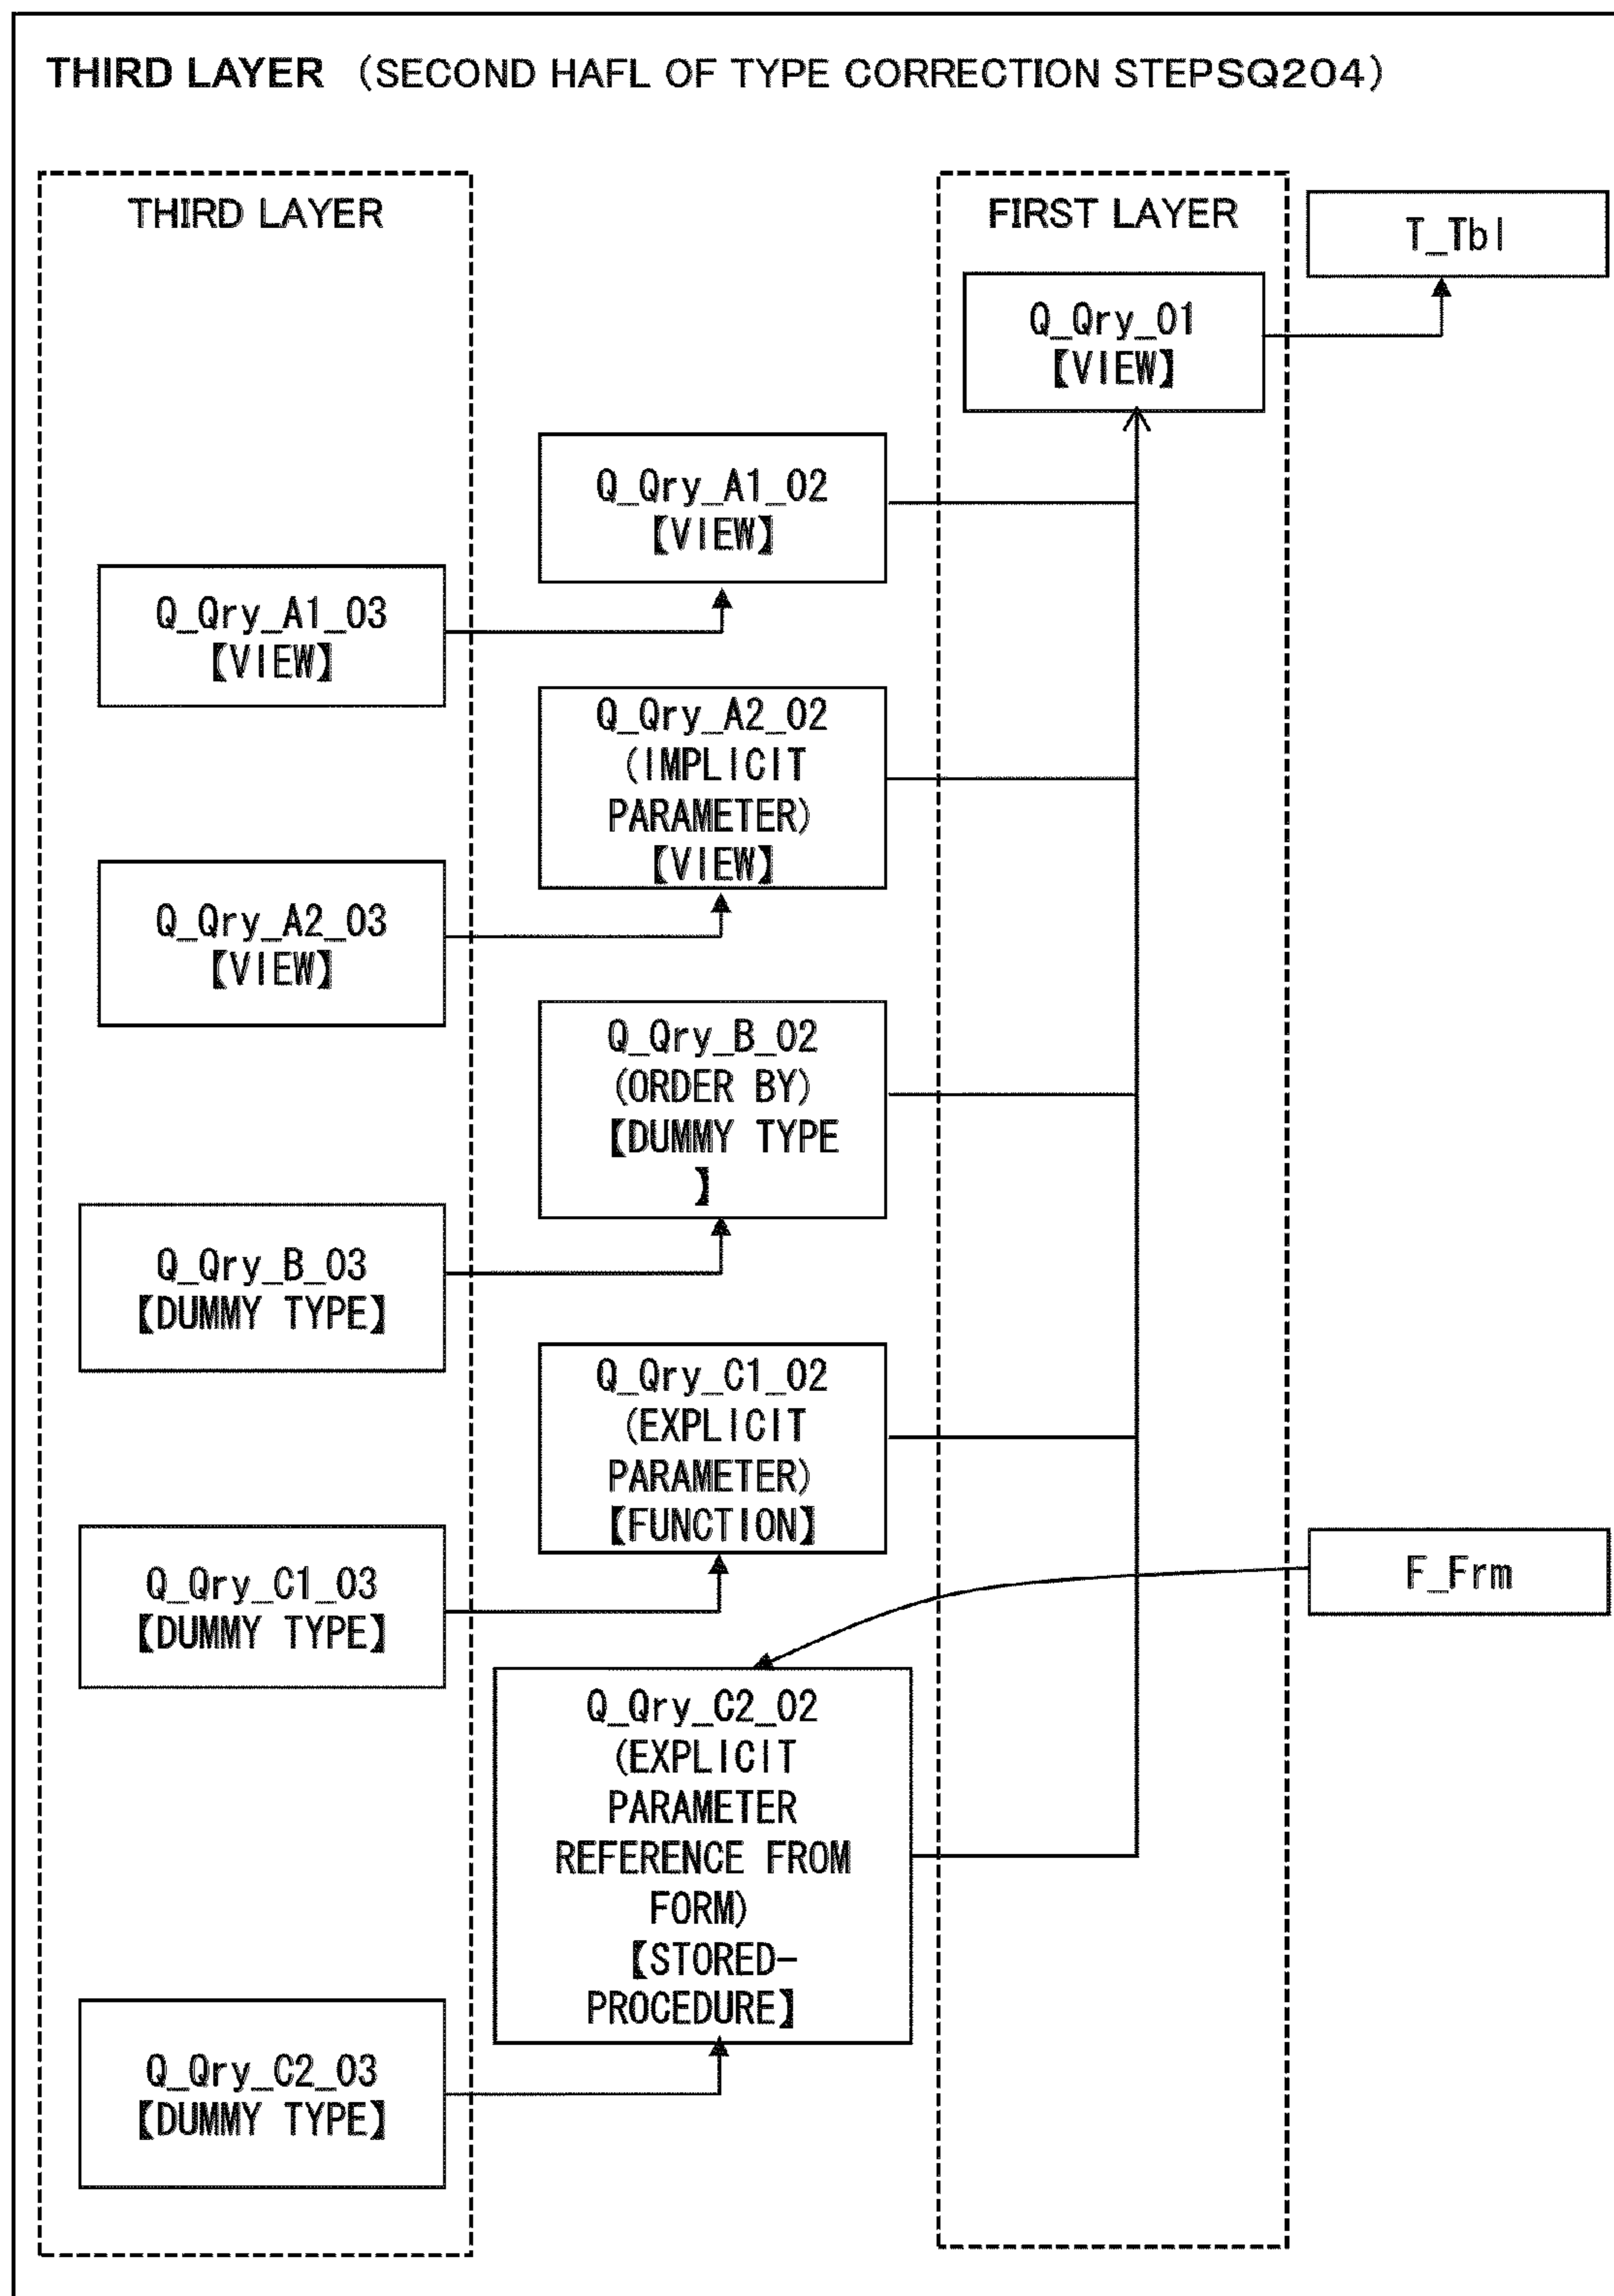 THIRD LAYER (SECOND HAFL OF TYPE CORRECTION STEPSQ204)
THIRD LAYER
FIRST LAYER
T_Tbl
Q_Qry_01
【VIEW】
Q_Qry_A1_02
【VIEW】
Q_Qry_A1_03
【VIEW】
Q_Qry_A2_02
(IMPLICIT
PARAMETER)
【VIEW】
Q_Qry_A2_03
【VIEW】
Q_Qry_B_02
(ORDER BY)
【DUMMY TYPE
】
Q_Qry_B_03
【DUMMY TYPE】
Q_Qry_C1_02
(EXPLICIT
PARAMETER)
【FUNCTION】
Q_Qry_C1_03
【DUMMY TYPE】
F_Frm
Q_Qry_C2_02
(EXPLICIT
PARAMETER
REFERENCE FROM
FORM)
【STORED-
PROCEDURE】
Q_Qry_C2_03
【DUMMY TYPE】